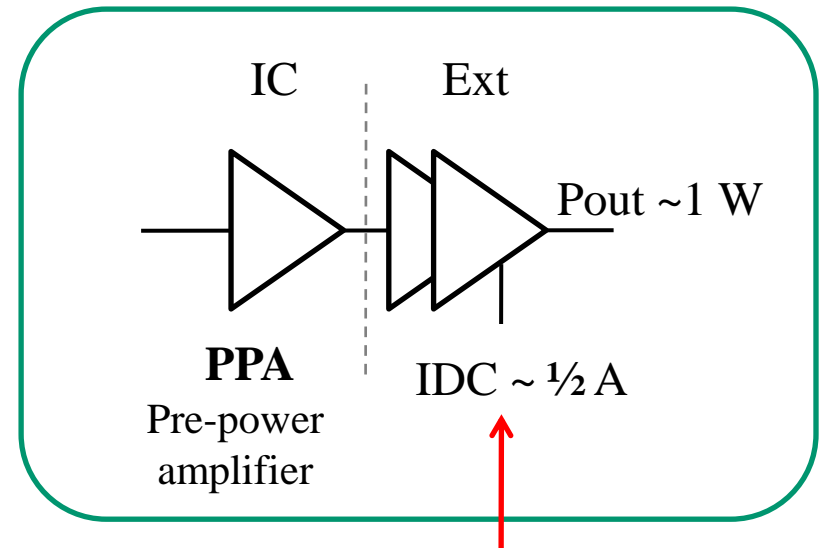 IC
Ext
Pout ~1 W
PPA
Pre-power
amplifier
IDC ~ ½ A